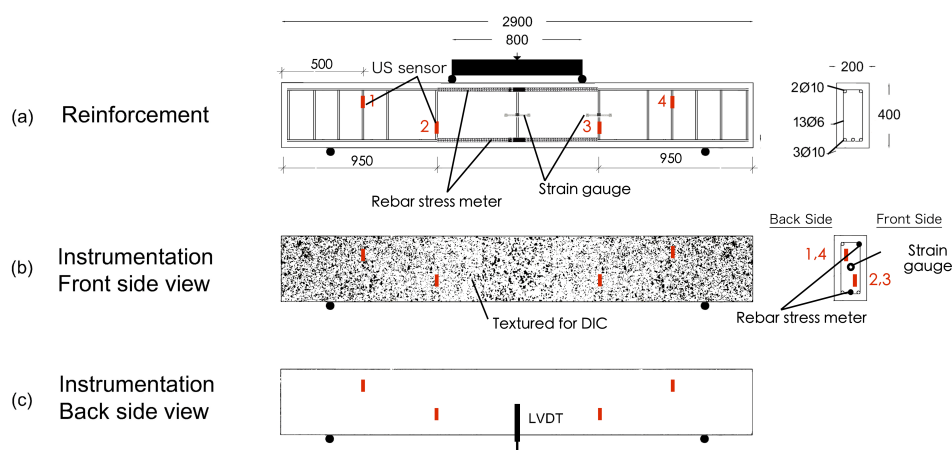 2900
800
500
US sensor
200
(a) Reinforcement
1
4
2
3
2Ø10
13Ø6
3Ø10
400
950
950
Rebar stress meter
Strain gauge
Back Side
Front Side
(b) Instrumentation
Front side view
1,4
Strain
gauge
2,3
Textured for DIC
Rebar stress meter
(c) Instrumentation
Back side view
LVDT